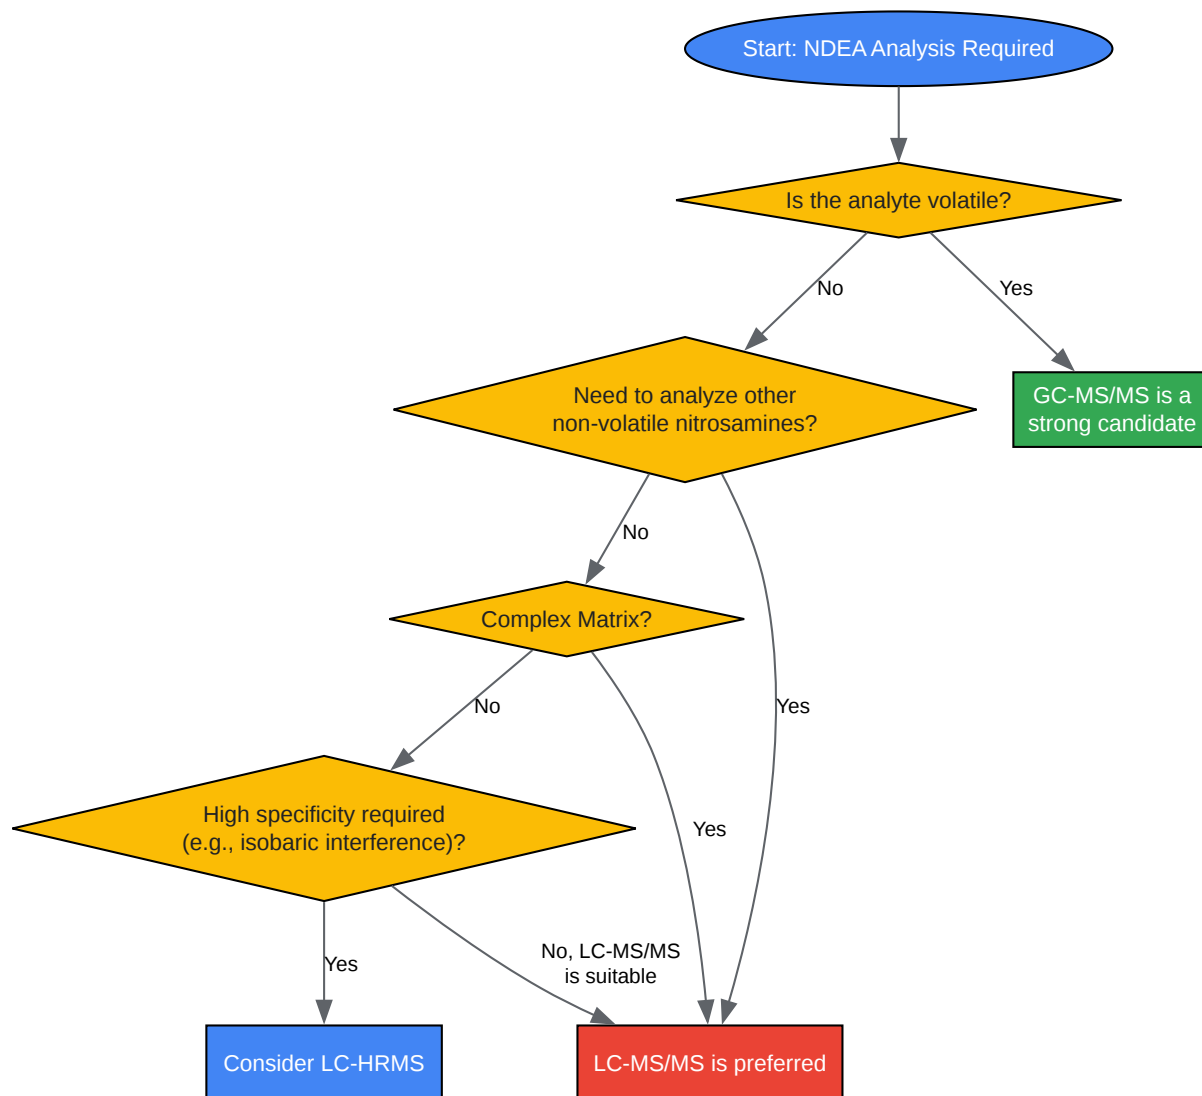 Start: NDEA Analysis Required
Is the analyte volatile?
No
Yes
Need to analyze other
non-volatile nitrosamines?
GC-MS/MS is a
strong candidate
No
Complex Matrix?
No
Yes
High specificity required
(e.g., isobaric interference)?
Yes
Yes
No, LC-MS/MS
is suitable
Consider LC-HRMS
LC-MS/MS is preferred